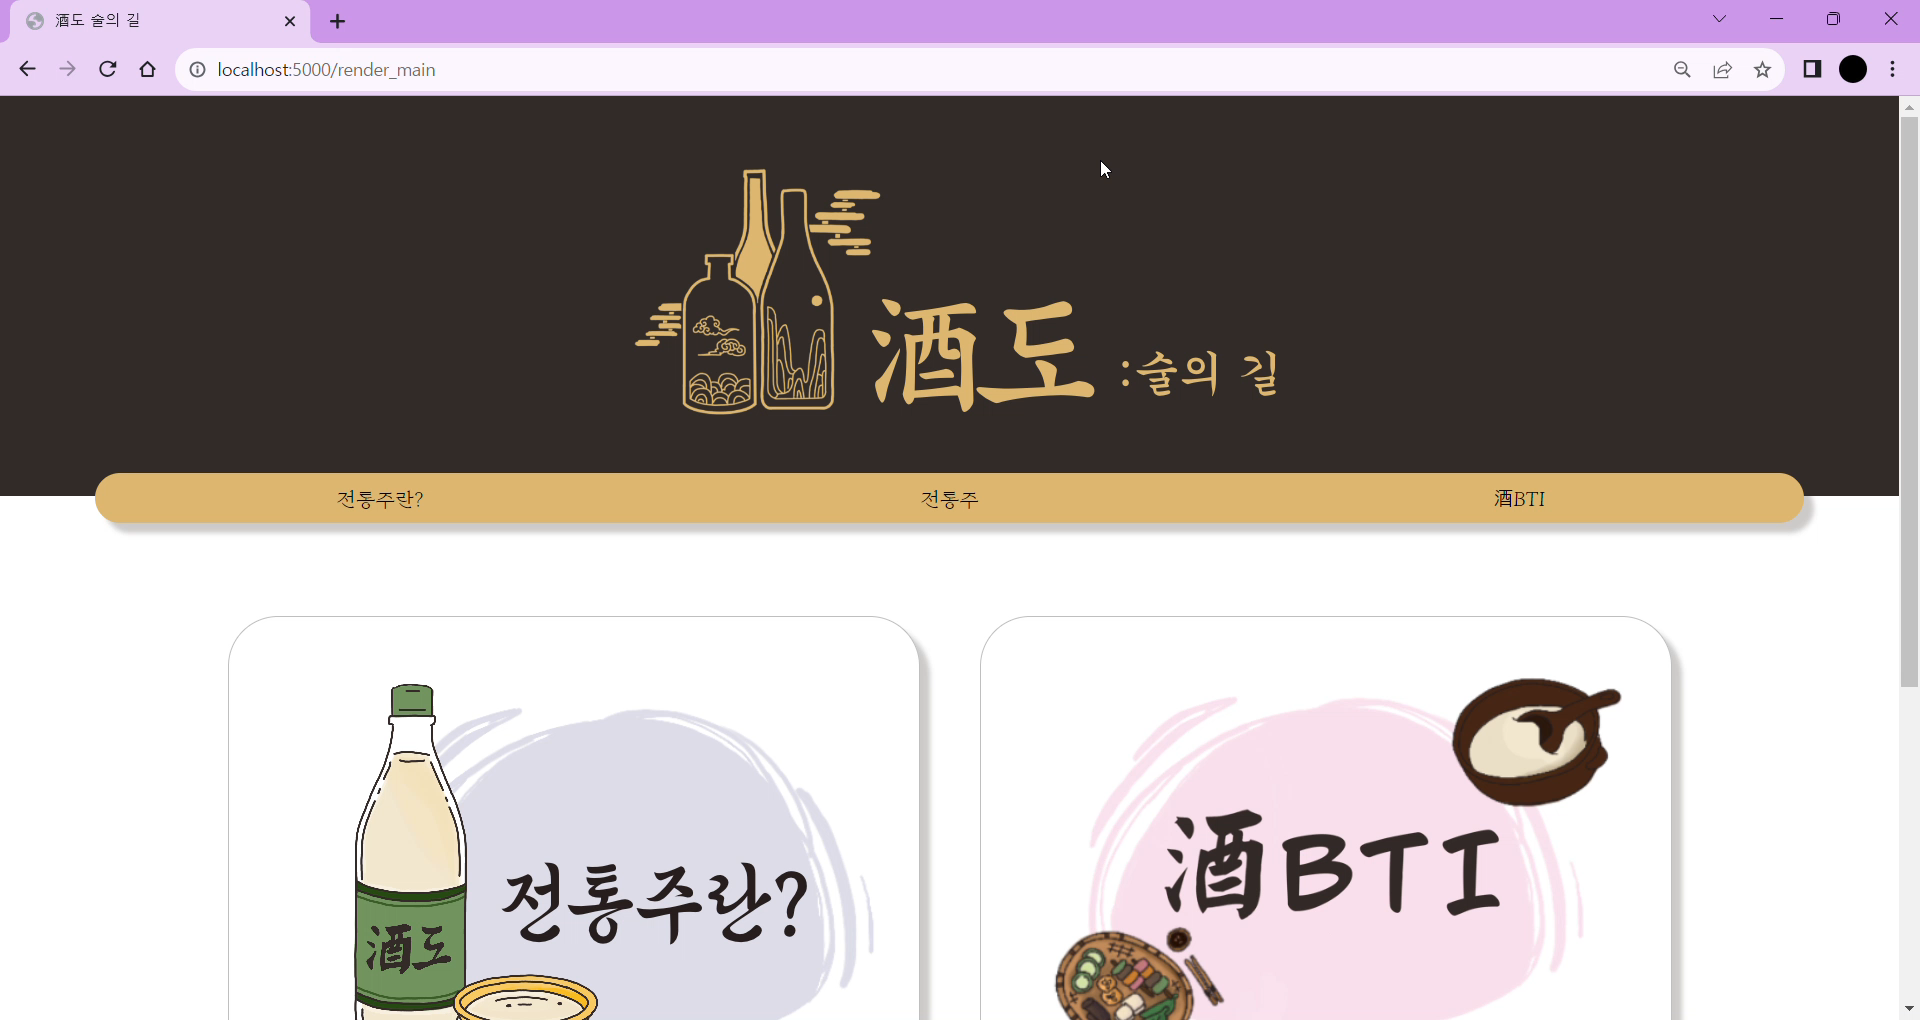 酒도 술의 길
localhost:5000/render_main
酒도 :술의 길
전통주란?
전통주
酒BTI
전통주란?
酒BTI
酒도